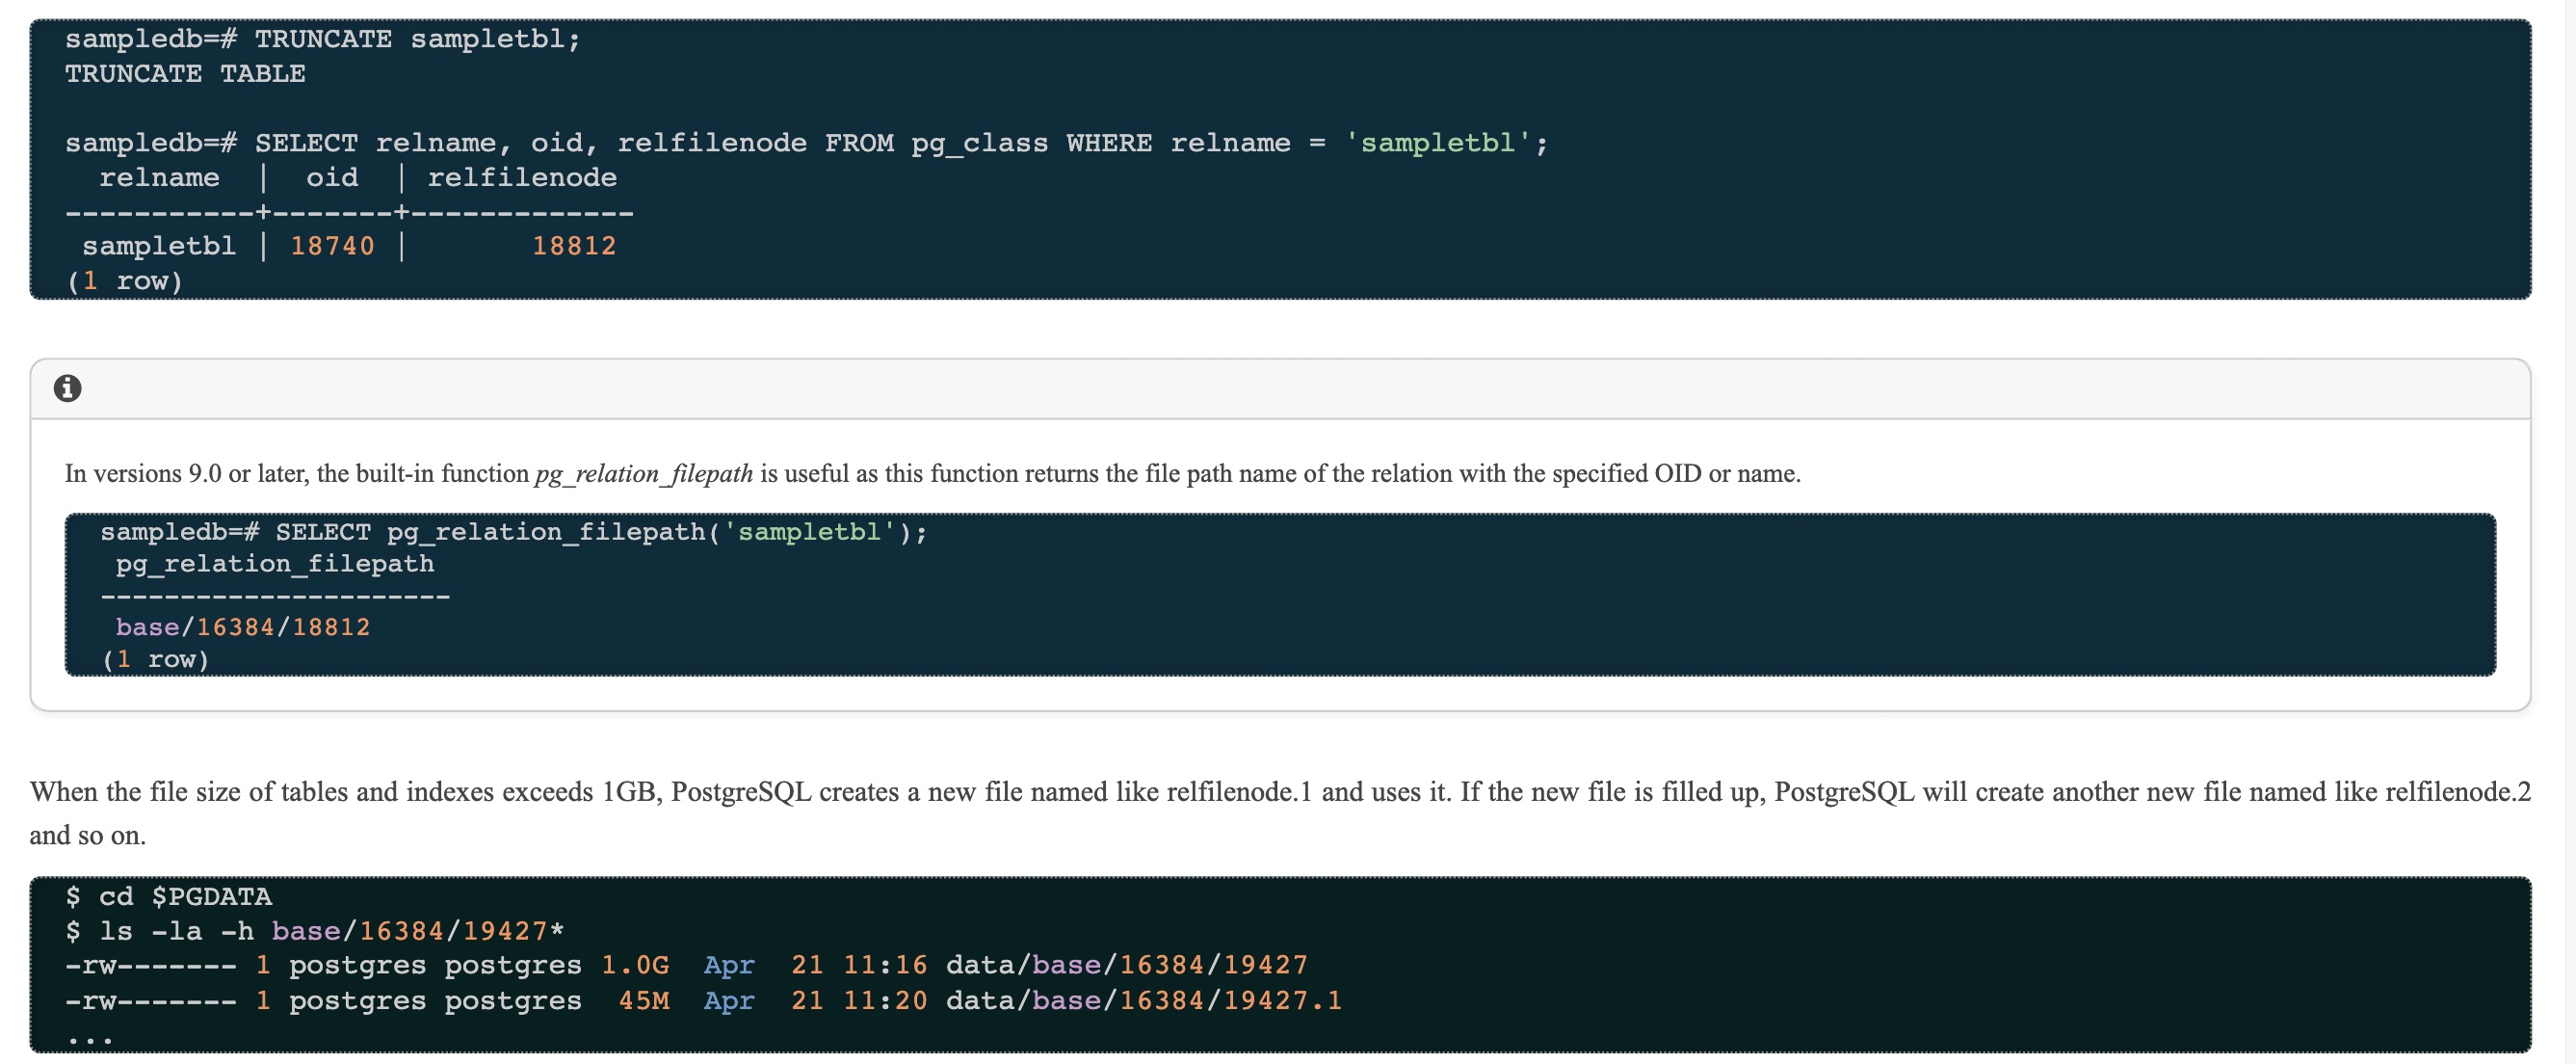 sampledb=# TRUNCATE sampletbl;
TRUNCATE TABLE
sampledb=# SELECT relname, oid, relfilenode FROM pg_class WHERE relname = 'sampletbl';
  relname  |  oid  | relfilenode
-----------+-------+-------------
 sampletbl | 18740 |       18812
(1 row)
In versions 9.0 or later, the built-in function pg_relation_filepath is useful as this function returns the file path name of the relation with the specified OID or name.
sampledb=# SELECT pg_relation_filepath('sampletbl');
 pg_relation_filepath
----------------------
 base/16384/18812
(1 row)
When the file size of tables and indexes exceeds 1GB, PostgreSQL creates a new file named like relfilenode.1 and uses it. If the new file is filled up, PostgreSQL will create another new file named like relfilenode.2
and so on.
$ cd $PGDATA
$ ls -la -h base/16384/19427*
-rw------- 1 postgres postgres 1.0G  Apr  21 11:16 data/base/16384/19427
-rw------- 1 postgres postgres  45M  Apr  21 11:20 data/base/16384/19427.1
...